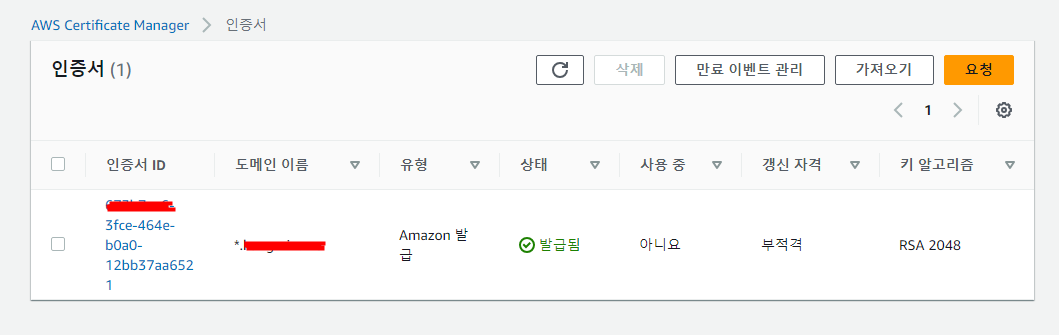 AWS Certificate Manager > 인증서
인증서 (1)
삭제 만료 이벤트 관리 가져오기 요청
1
인증서 ID 도메인 이름 유형 상태 사용 중 갱신 자격 키 알고리즘
3fce-464e-
b0a0-
12bb37aa652
1
*.
Amazon 발
급
발급됨
아니요
부적격
RSA 2048